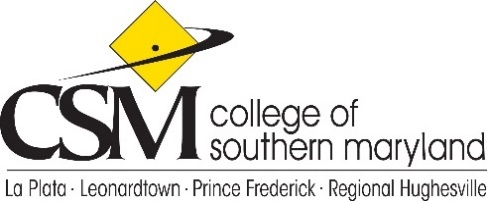 CSM college of
southern maryland
La Plata · Leonardtown · Prince Frederick · Regional Hughesville